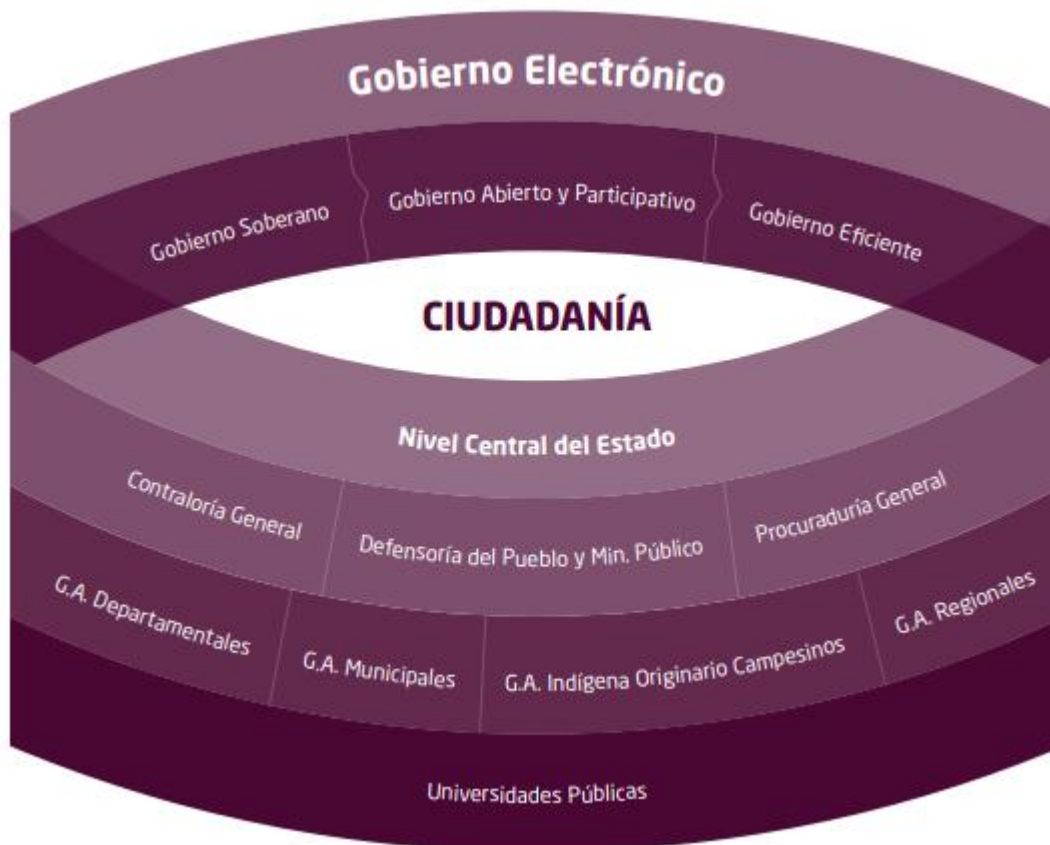 Gobierno Electrónico
Gobierno Soberano
Gobierno Abierto y Participativo
Gobierno Eficiente
CIUDADANÍA
Nivel Central del Estado
Contraloría General
Defensoría del Pueblo y Min. Público
Procuraduría General
G.A. Departamentales
G.A. Municipales
G.A. Indígena Originario Campesinos
G.A. Regionales
Universidades Públicas